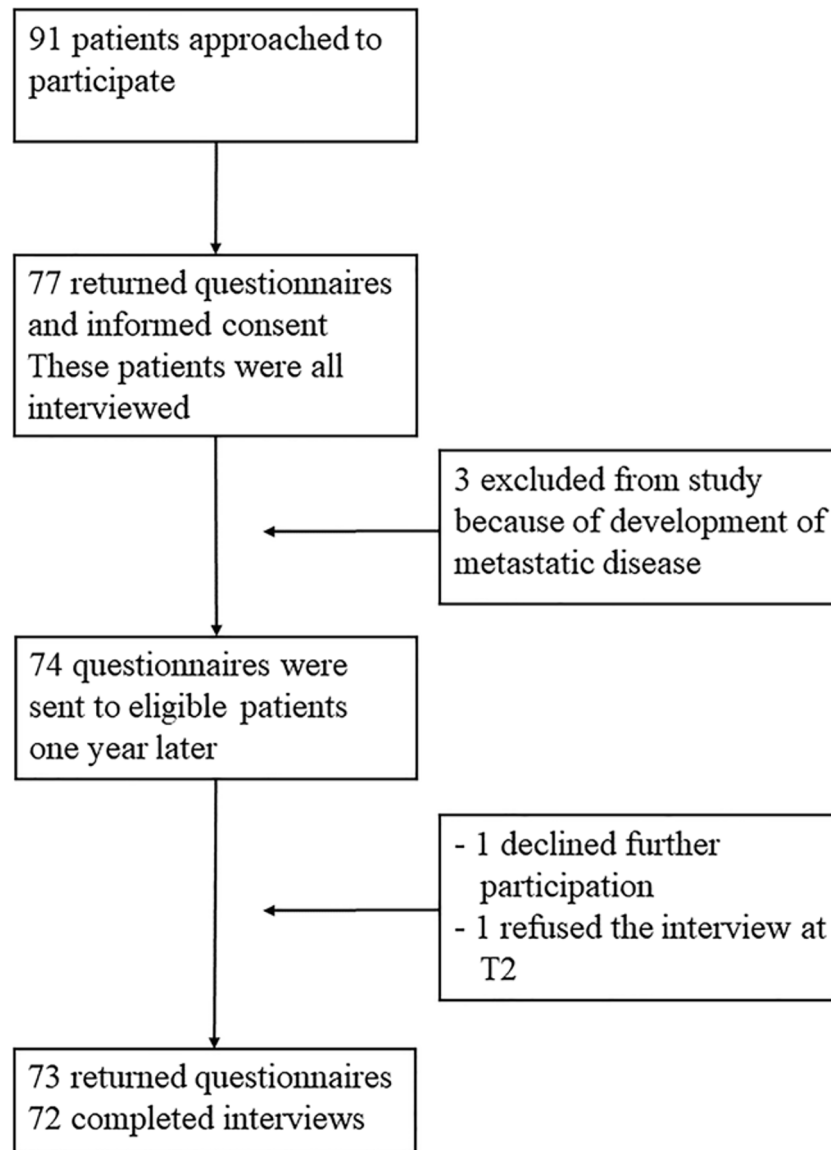 91 patients approached to
participate
77 returned questionnaires
and informed consent
These patients were all
interviewed
3 excluded from study
because of development of
metastatic disease
74 questionnaires were
sent to eligible patients
one year later
- 1 declined further
participation
- 1 refused the interview at
T2
73 returned questionnaires
72 completed interviews